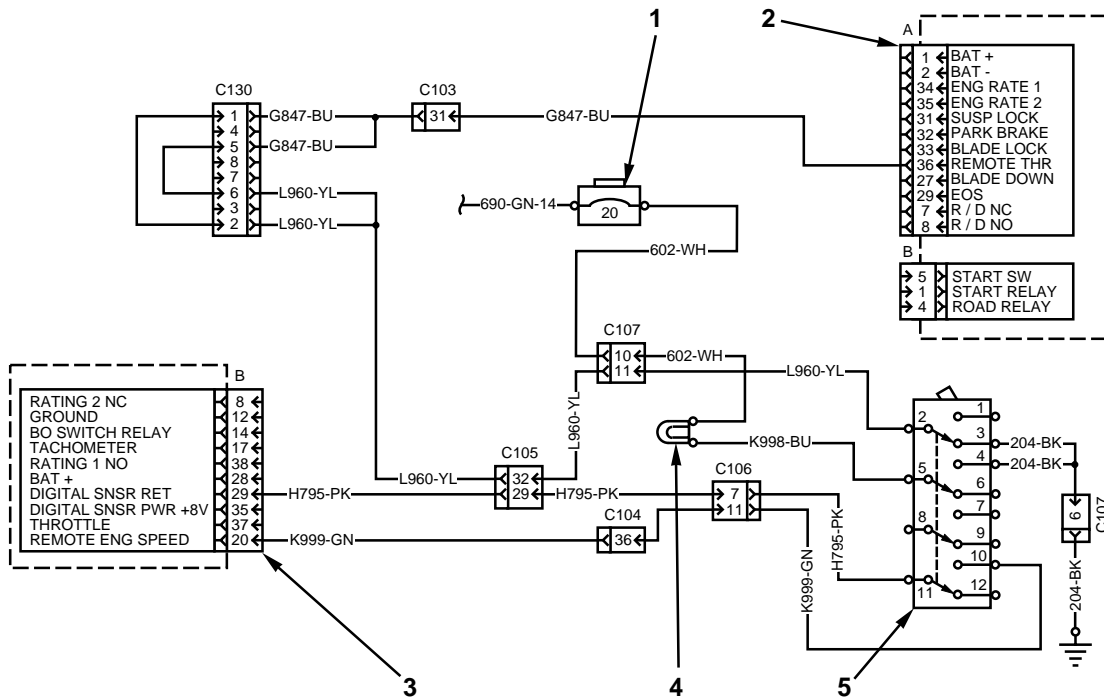 1
2
A
1 BAT +
2 BAT -
34 ENG RATE 1
35 ENG RATE 2
31 SUSP LOCK
32 PARK BRAKE
33 BLADE LOCK
36 REMOTE THR
27 BLADE DOWN
29 EOS
7 R / D NC
8 R / D NO
B
5 START SW
1 START RELAY
4 ROAD RELAY
C130
1 G847-BU
4
5 G847-BU
8
7
6 L960-YL
3
2 L960-YL
C103
31 G847-BU
690-GN-14 20
602-WH
C107
10 602-WH
11 L960-YL
L960-YL
B
RATING 2 NC 8
GROUND 12
BO SWITCH RELAY 14
TACHOMETER 17
RATING 1 NO 38
BAT + 28
DIGITAL SNSR RET 29 H795-PK
DIGITAL SNSR PWR +8V 35
THROTTLE 37
REMOTE ENG SPEED 20 K999-GN
C105
L960-YL 32
29 H795-PK
C104
36
C106
7
11
K998-BU
H795-PK
K999-GN
2 1
3 204-BK
4 204-BK
5
6
7
8
9
10
11 12
6 C107
204-BK
3
4
5